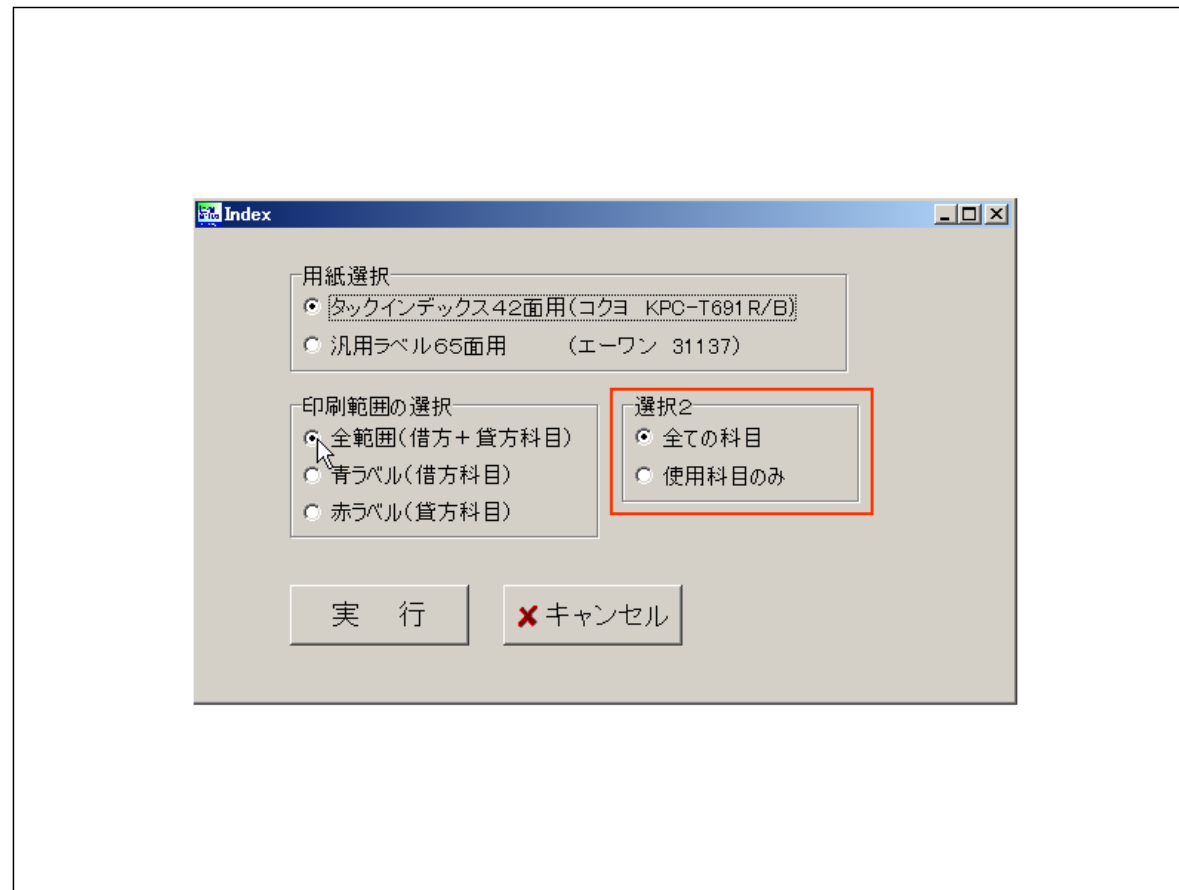 Index
用紙選択
タックインデックス42面用(コクヨ KPC-T691R/B)
汎用ラベル65面用 (エーワン 31137)
印刷範囲の選択
全範囲(借方+貸方科目)
青ラベル(借方科目)
赤ラベル(貸方科目)
選択2
全ての科目
使用科目のみ
実 行
キャンセル